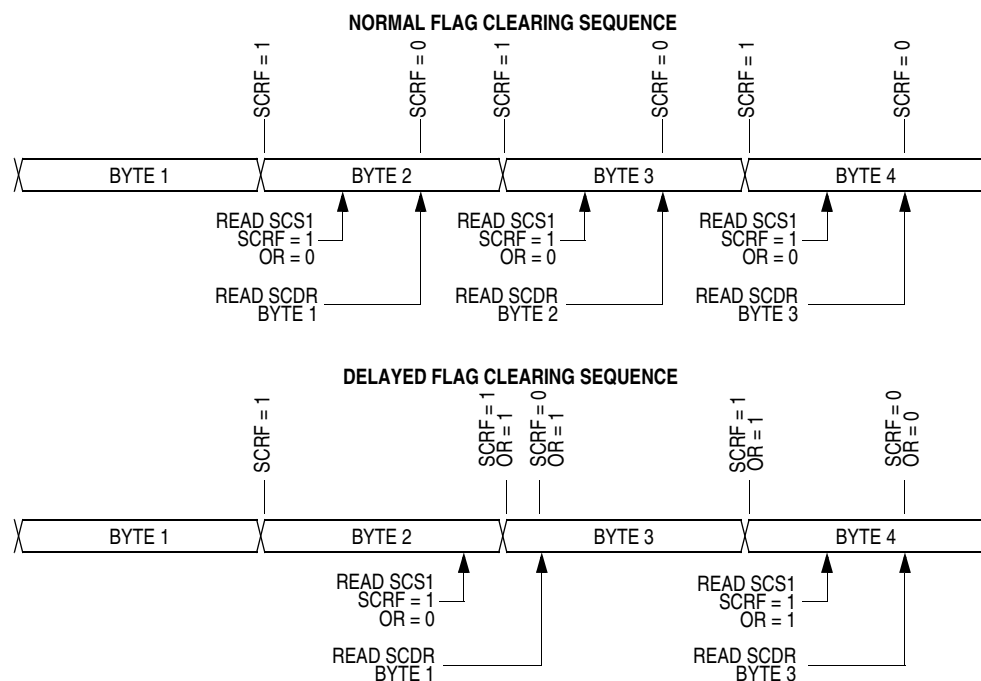 NORMAL FLAG CLEARING SEQUENCE
SCRF = 1
SCRF = 0
SCRF = 1
SCRF = 0
SCRF = 1
SCRF = 0
BYTE 1
BYTE 2
BYTE 3
BYTE 4
READ SCS1
SCRF = 1
OR = 0
READ SCS1
SCRF = 1
OR = 0
READ SCS1
SCRF = 1
OR = 0
READ SCDR
BYTE 1
READ SCDR
BYTE 2
READ SCDR
BYTE 3
DELAYED FLAG CLEARING SEQUENCE
SCRF = 1
SCRF = 1
OR = 1
SCRF = 0
OR = 1
SCRF = 1
OR = 1
SCRF = 0
OR = 0
BYTE 1
BYTE 2
BYTE 3
BYTE 4
READ SCS1
SCRF = 1
OR = 0
READ SCS1
SCRF = 1
OR = 1
READ SCDR
BYTE 1
READ SCDR
BYTE 3